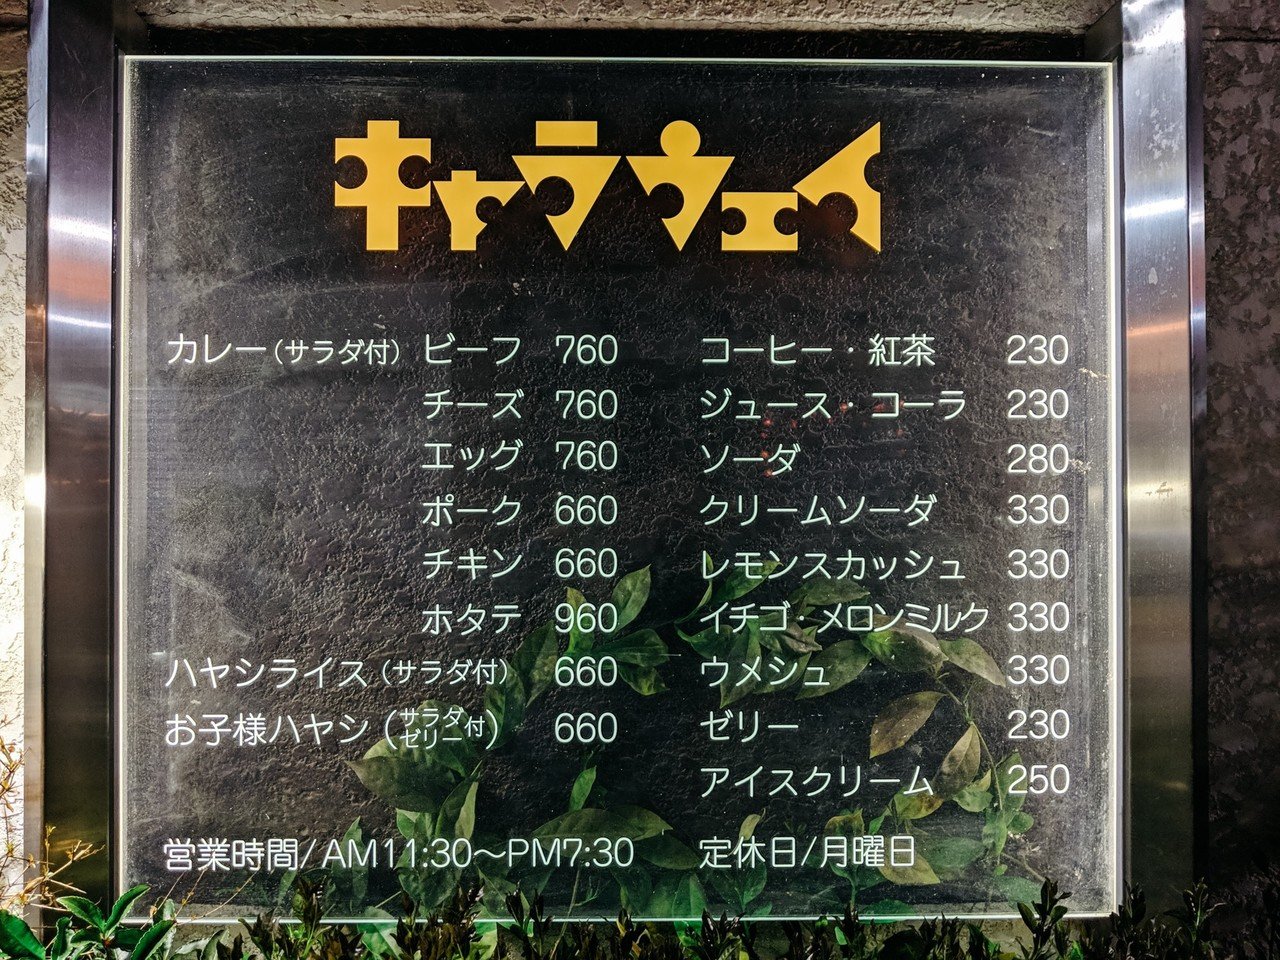 キャラウェイ
カレー(サラダ付) ビーフ 760
チーズ 760
エッグ 760
ポーク 660
チキン 660
ホタテ 960
ハヤシライス(サラダ付) 660
お子様ハヤシ(サラダゼリー付) 660
コーヒー・紅茶 230
ジュース・コーラ 230
ソーダ 280
クリームソーダ 330
レモンスカッシュ 330
イチゴ・メロンミルク 330
ウメシュ 330
ゼリー 230
アイスクリーム 250
営業時間/AM11:30〜PM7:30 定休日/月曜日